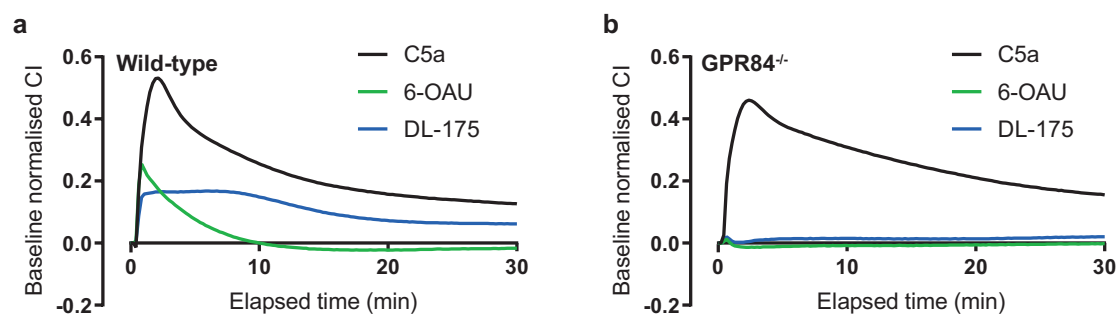 a
Wild-type
Baseline normalised CI
0.6
0.4
0.2
0.0
-0.2
0
10
20
30
Elapsed time (min)
C5a
6-OAU
DL-175
b
GPR84-/-
Baseline normalised CI
0.6
0.4
0.2
0.0
-0.2
0
10
20
30
Elapsed time (min)
C5a
6-OAU
DL-175